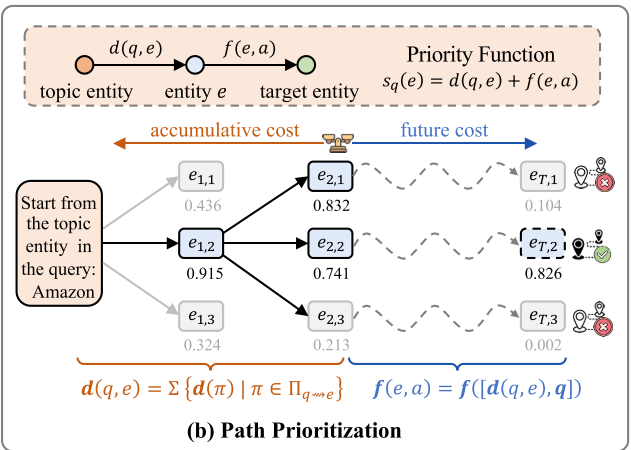 d(q, e)
f(e, a)
topic entity
entity e
target entity
Priority Function
s_q(e) = d(q, e) + f(e, a)
accumulative cost
future cost
Start from
the topic
entity in
the query:
Amazon
e_{1,1}
0.436
e_{2,1}
0.832
e_{T,1}
0.104
e_{1,2}
0.915
e_{2,2}
0.741
e_{T,2}
0.826
e_{1,3}
0.324
e_{2,3}
0.213
e_{T,3}
0.002
d(q, e) = Σ{d(π) | π ∈ Π_{q⇝e}}
f(e, a) = f([d(q, e), q])
(b) Path Prioritization